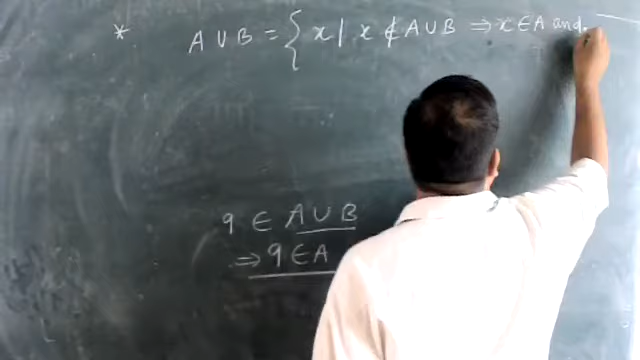 * A ∪ B = { x | x ∉ A ∪ B ⇒ x ∈ A and
9 ∈ A ∪ B
⇒ 9 ∈ A